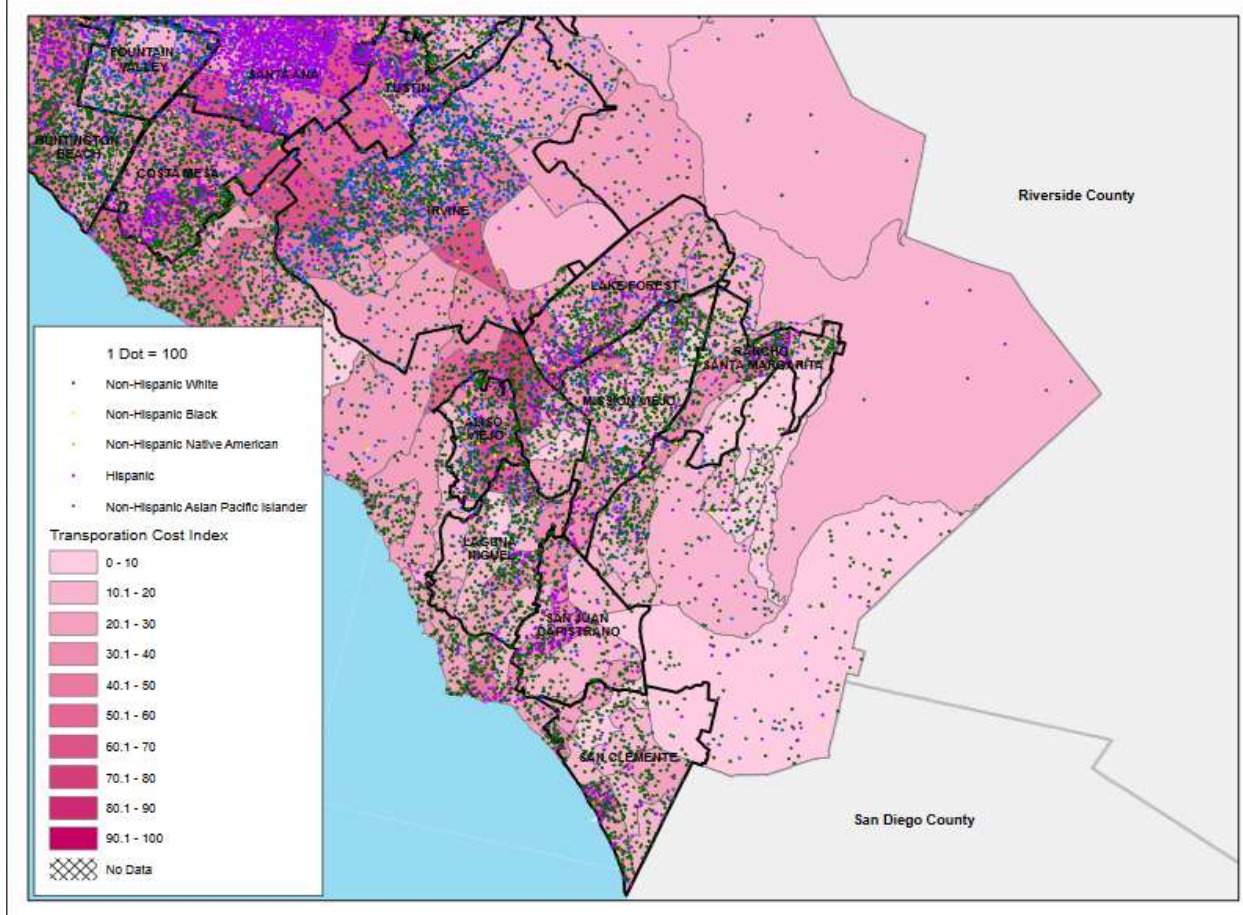 FOUNTAIN
VALLEY
SANTA ANA
TUSTIN
HUNTINGTON
BEACH
COSTA MESA
IRVINE
Riverside County
LAKE FOREST
RANCHO
SANTA MARGARITA
MISSION VIEJO
ALISO
VIEJO
LAGUNA
NIGUEL
SAN JUAN
CAPISTRANO
SAN CLEMENTE
San Diego County
1 Dot = 100
Non-Hispanic White
Non-Hispanic Black
Non-Hispanic Native American
Hispanic
Non-Hispanic Asian Pacific Islander
Transporation Cost Index
0 - 10
10.1 - 20
20.1 - 30
30.1 - 40
40.1 - 50
50.1 - 60
60.1 - 70
70.1 - 80
80.1 - 90
90.1 - 100
No Data